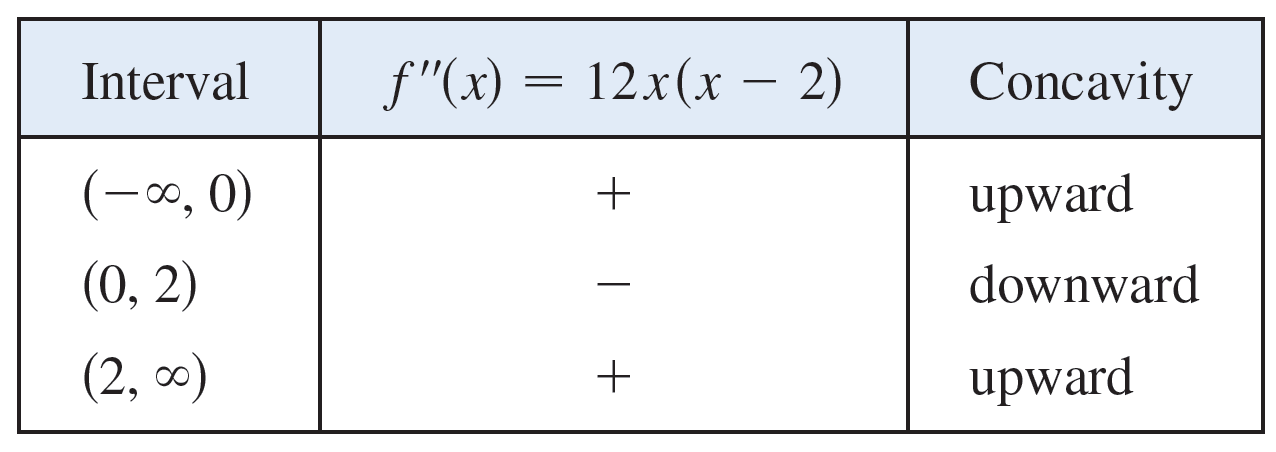 Interval f″(x) = 12x(x − 2) Concavity
(−∞, 0) + upward
(0, 2) − downward
(2, ∞) + upward